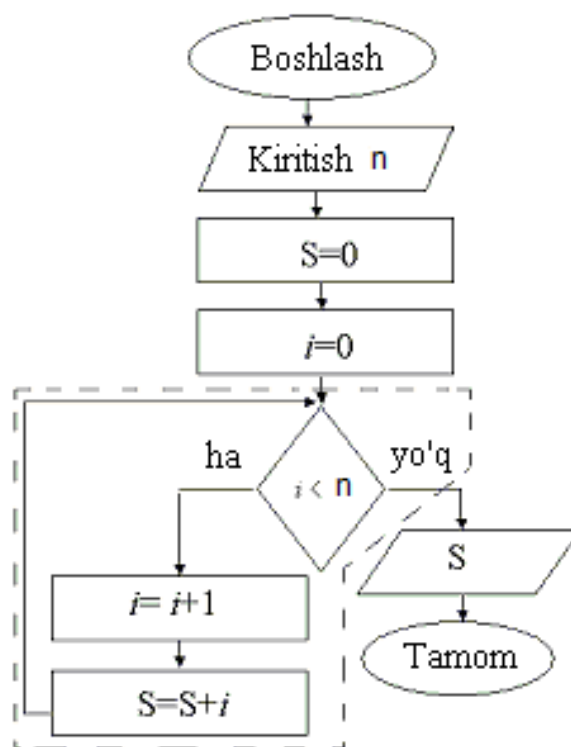 Boshlash
Kiritish n
S=0
i=0
ha
yo'q
i < n
S
i= i+1
Tamom
S=S+i